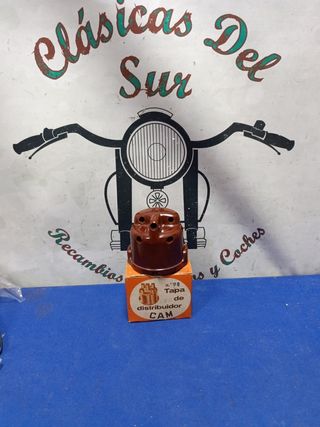 Clásicas Del
Sur
Recambios y Coches
nº 98
Tapa
de
distribuidor
CAM